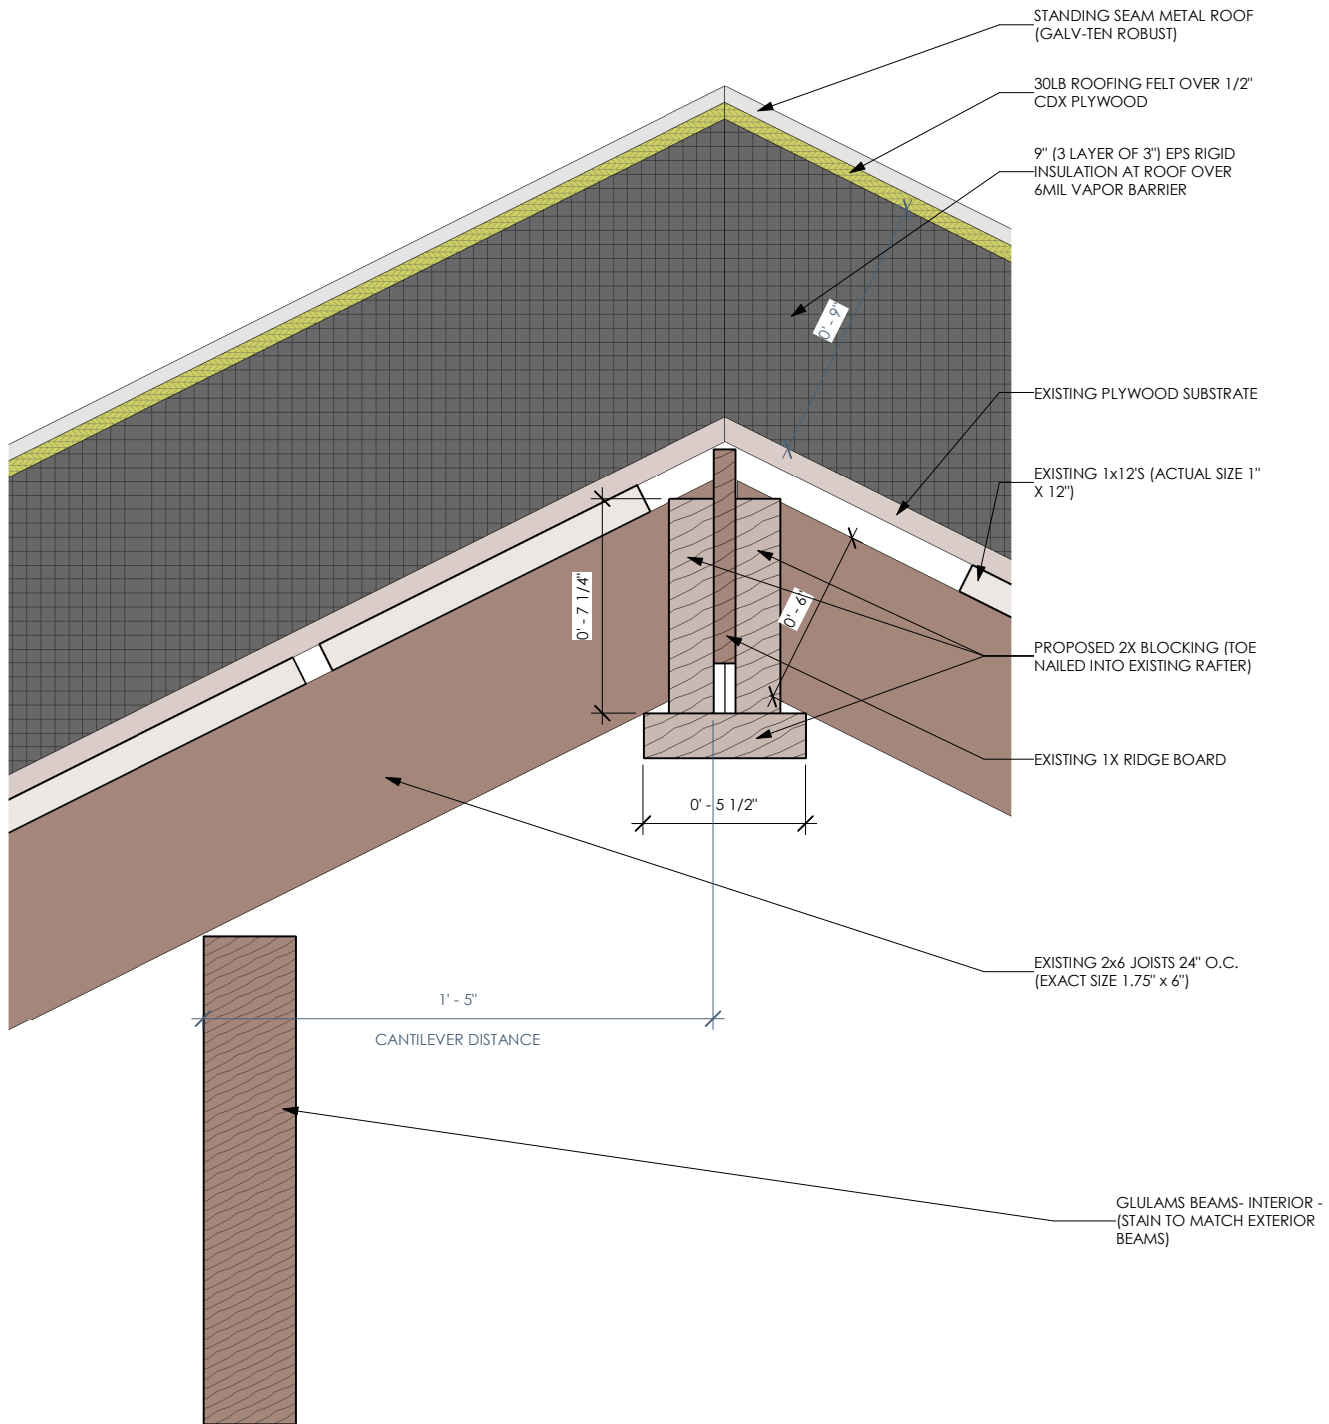 STANDING SEAM METAL ROOF
(GALV-TEN ROBUST)
30LB ROOFING FELT OVER 1/2"
CDX PLYWOOD
9" (3 LAYER OF 3") EPS RIGID
INSULATION AT ROOF OVER
6MIL VAPOR BARRIER
0' - 9"
EXISTING PLYWOOD SUBSTRATE
EXISTING 1x12'S (ACTUAL SIZE 1"
X 12")
0' - 7 1/4"
0' - 6"
PROPOSED 2X BLOCKING (TOE
NAILED INTO EXISTING RAFTER)
EXISTING 1X RIDGE BOARD
0' - 5 1/2"
EXISTING 2x6 JOISTS 24" O.C.
(EXACT SIZE 1.75" x 6")
1' - 5"
CANTILEVER DISTANCE
GLULAMS BEAMS- INTERIOR -
(STAIN TO MATCH EXTERIOR
BEAMS)